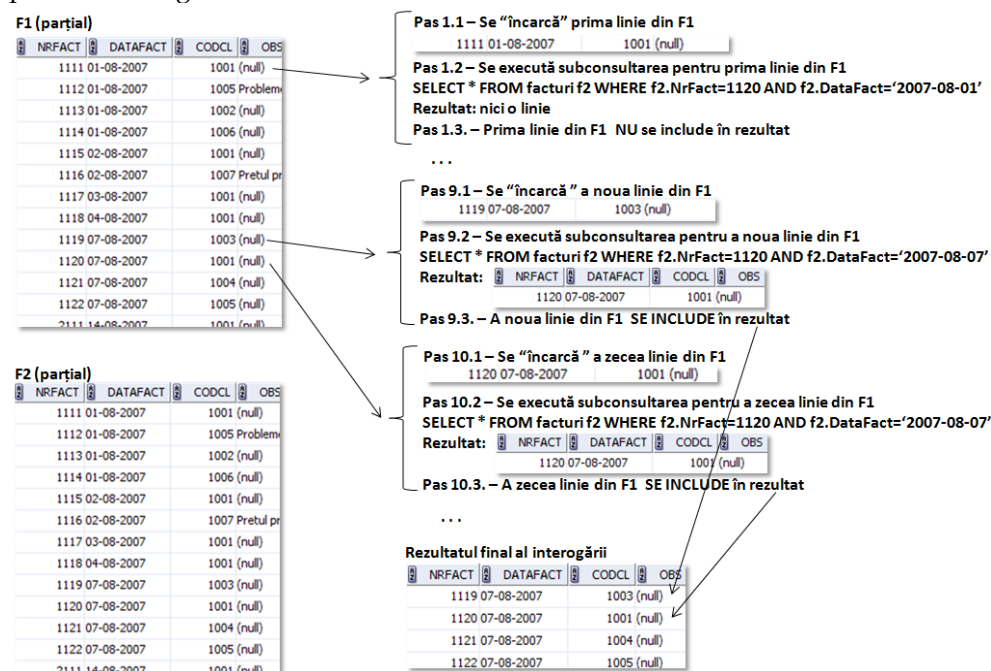 F1 (parțial)
NRFACT DATAFACT CODCL OBS
1111 01-08-2007 1001 (null)
1112 01-08-2007 1005
1113 01-08-2007 1002 (null)
1114 01-08-2007 1006 (null)
1115 02-08-2007 1001 (null)
1116 02-08-2007 1007 Pretul
1117 03-08-2007 1001 (null)
1118 04-08-2007 1001 (null)
1119 07-08-2007 1003 (null)
1120 07-08-2007 1001 (null)
1121 07-08-2007 1004 (null)
1122 07-08-2007 1005 (null)
2111 14-08-2007 1001 (null)
F2 (parțial)
NRFACT DATAFACT CODCL OBS
1111 01-08-2007 1001 (null)
1112 01-08-2007 1005
1113 01-08-2007 1002 (null)
1114 01-08-2007 1006 (null)
1115 02-08-2007 1001 (null)
1116 02-08-2007 1007 Pretul
1117 03-08-2007 1001 (null)
1118 04-08-2007 1001 (null)
1119 07-08-2007 1003 (null)
1120 07-08-2007 1001 (null)
1121 07-08-2007 1004 (null)
1122 07-08-2007 1005 (null)
2111 14-08-2007 1001 (null)
Pas 1.1 – Se “încarcă” prima linie din F1
1111 01-08-2007 1001 (null)
Pas 1.2 – Se execută subconsultarea pentru prima linie din F1
SELECT * FROM facturi f2 WHERE f2.NrFact=1120 AND f2.DataFact=‘2007-08-01’
Rezultat: nici o linie
Pas 1.3. – Prima linie din F1 NU se include în rezultat
. . .
Pas 9.1 – Se “încarcă ” a noua linie din F1
1119 07-08-2007 1003 (null)
Pas 9.2 – Se execută subconsultarea pentru a noua linie din F1
SELECT * FROM facturi f2 WHERE f2.NrFact=1120 AND f2.DataFact=‘2007-08-07’
Rezultat: NRFACT DATAFACT CODCL OBS
1120 07-08-2007 1001 (null)
Pas 9.3. – A noua linie din F1 SE INCLUDE în rezultat
Pas 10.1 – Se “încarcă ” a zecea linie din F1
1120 07-08-2007 1001 (null)
Pas 10.2 – Se execută subconsultarea pentru a zecea linie din F1
SELECT * FROM facturi f2 WHERE f2.NrFact=1120 AND f2.DataFact=‘2007-08-07’
Rezultat: NRFACT DATAFACT CODCL OBS
1120 07-08-2007 1001 (null)
Pas 10.3. – A zecea linie din F1 SE INCLUDE în rezultat
. . .
Rezultatul final al interogării
NRFACT DATAFACT CODCL OBS
1119 07-08-2007 1003 (null)
1120 07-08-2007 1001 (null)
1121 07-08-2007 1004 (null)
1122 07-08-2007 1005 (null)